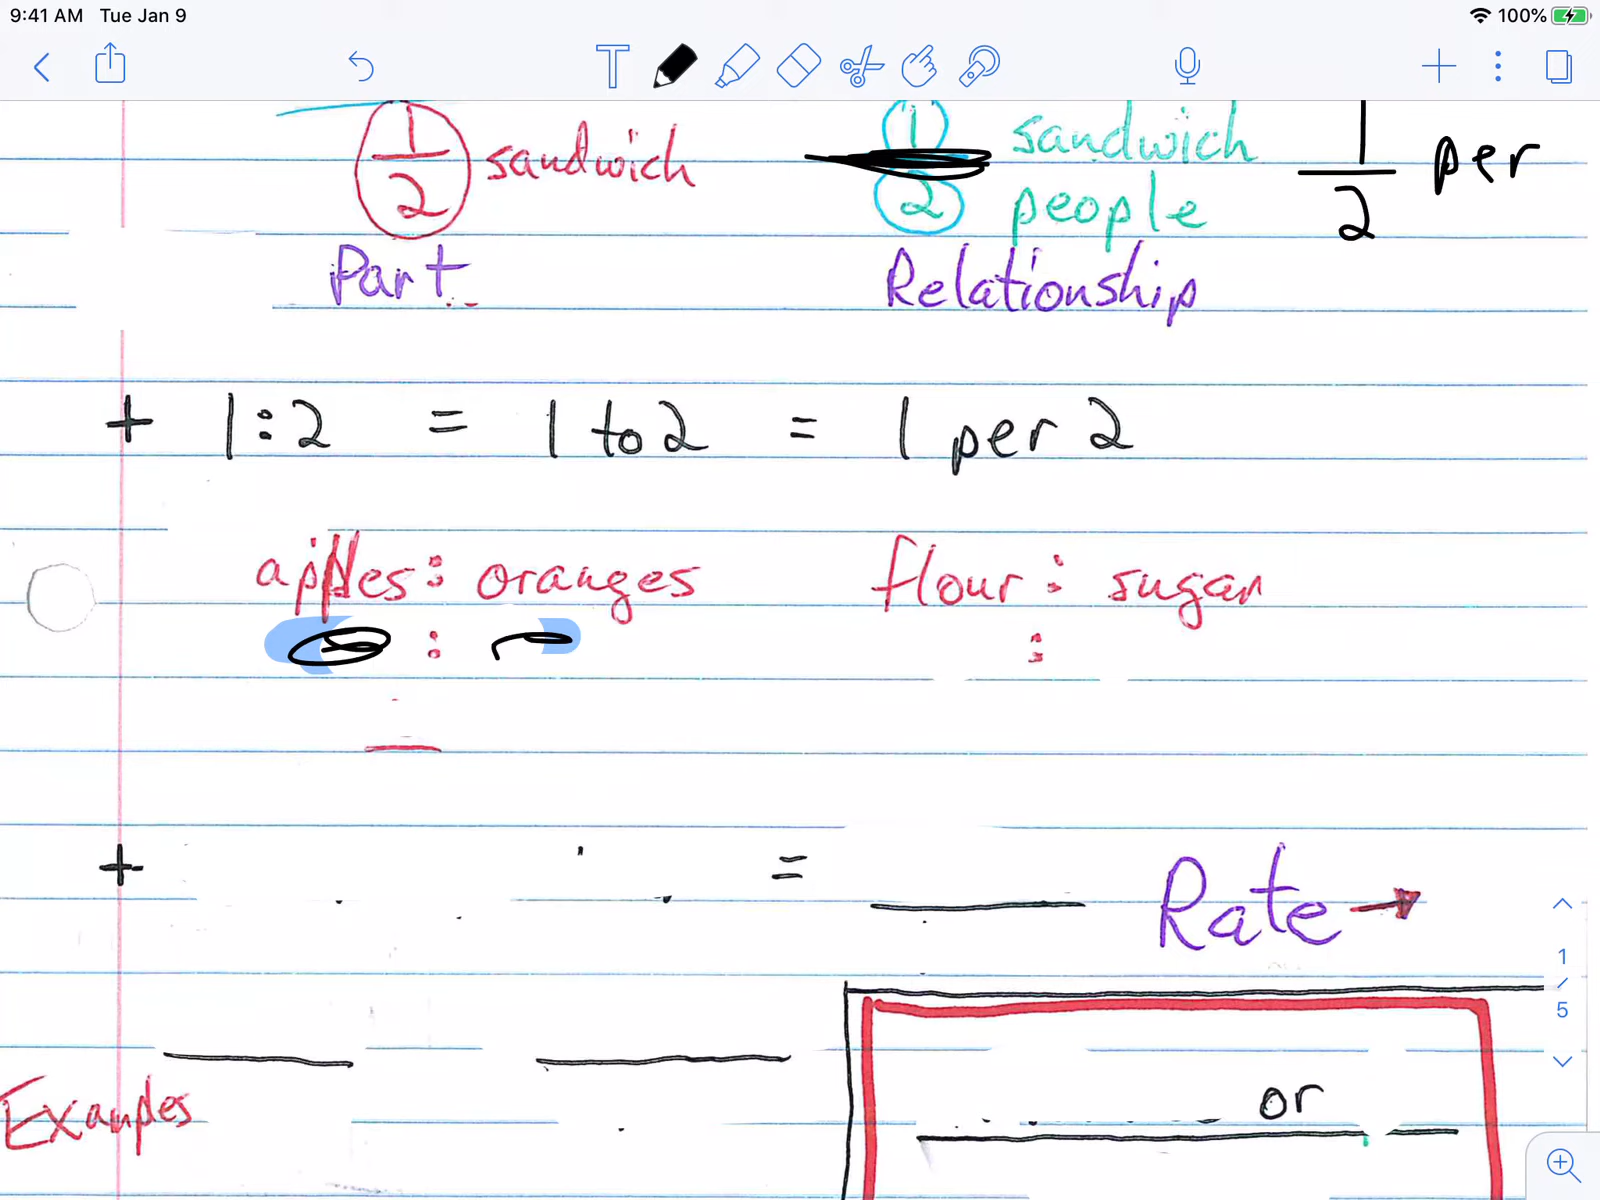 9:41 AM Tue Jan 9 100%
1/2 sandwich 1/2 sandwich people 1/2 per
Part Relationship
+ 1:2 = 1 to 2 = 1 per 2
apples: oranges flour: sugar
: :
+ = Rate →
1/5
or
Examples